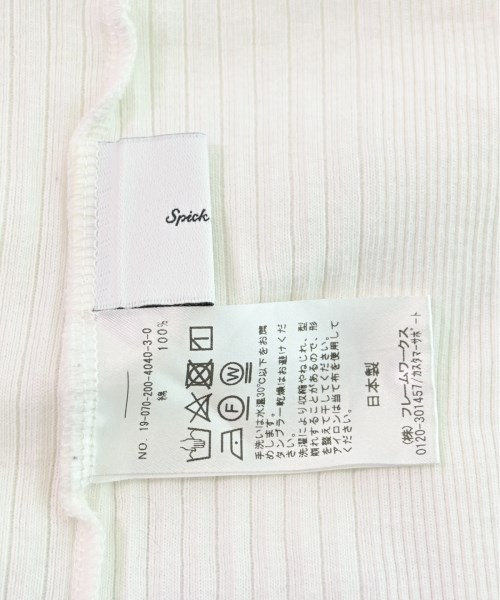 Spick
NO. 19-070-200-4040-3-0
綿 100%
手洗いは水温30℃以下をお薦
めします。
タンブラー乾燥はお避けくだ
さい。
洗濯により収縮やねじれ、型
崩れすることがあるので、形
を整えて干してください。
アイロンは当て布を使用して
ください。
日本製
(株) フレームワークス
0120-301457/カスタマーサポート